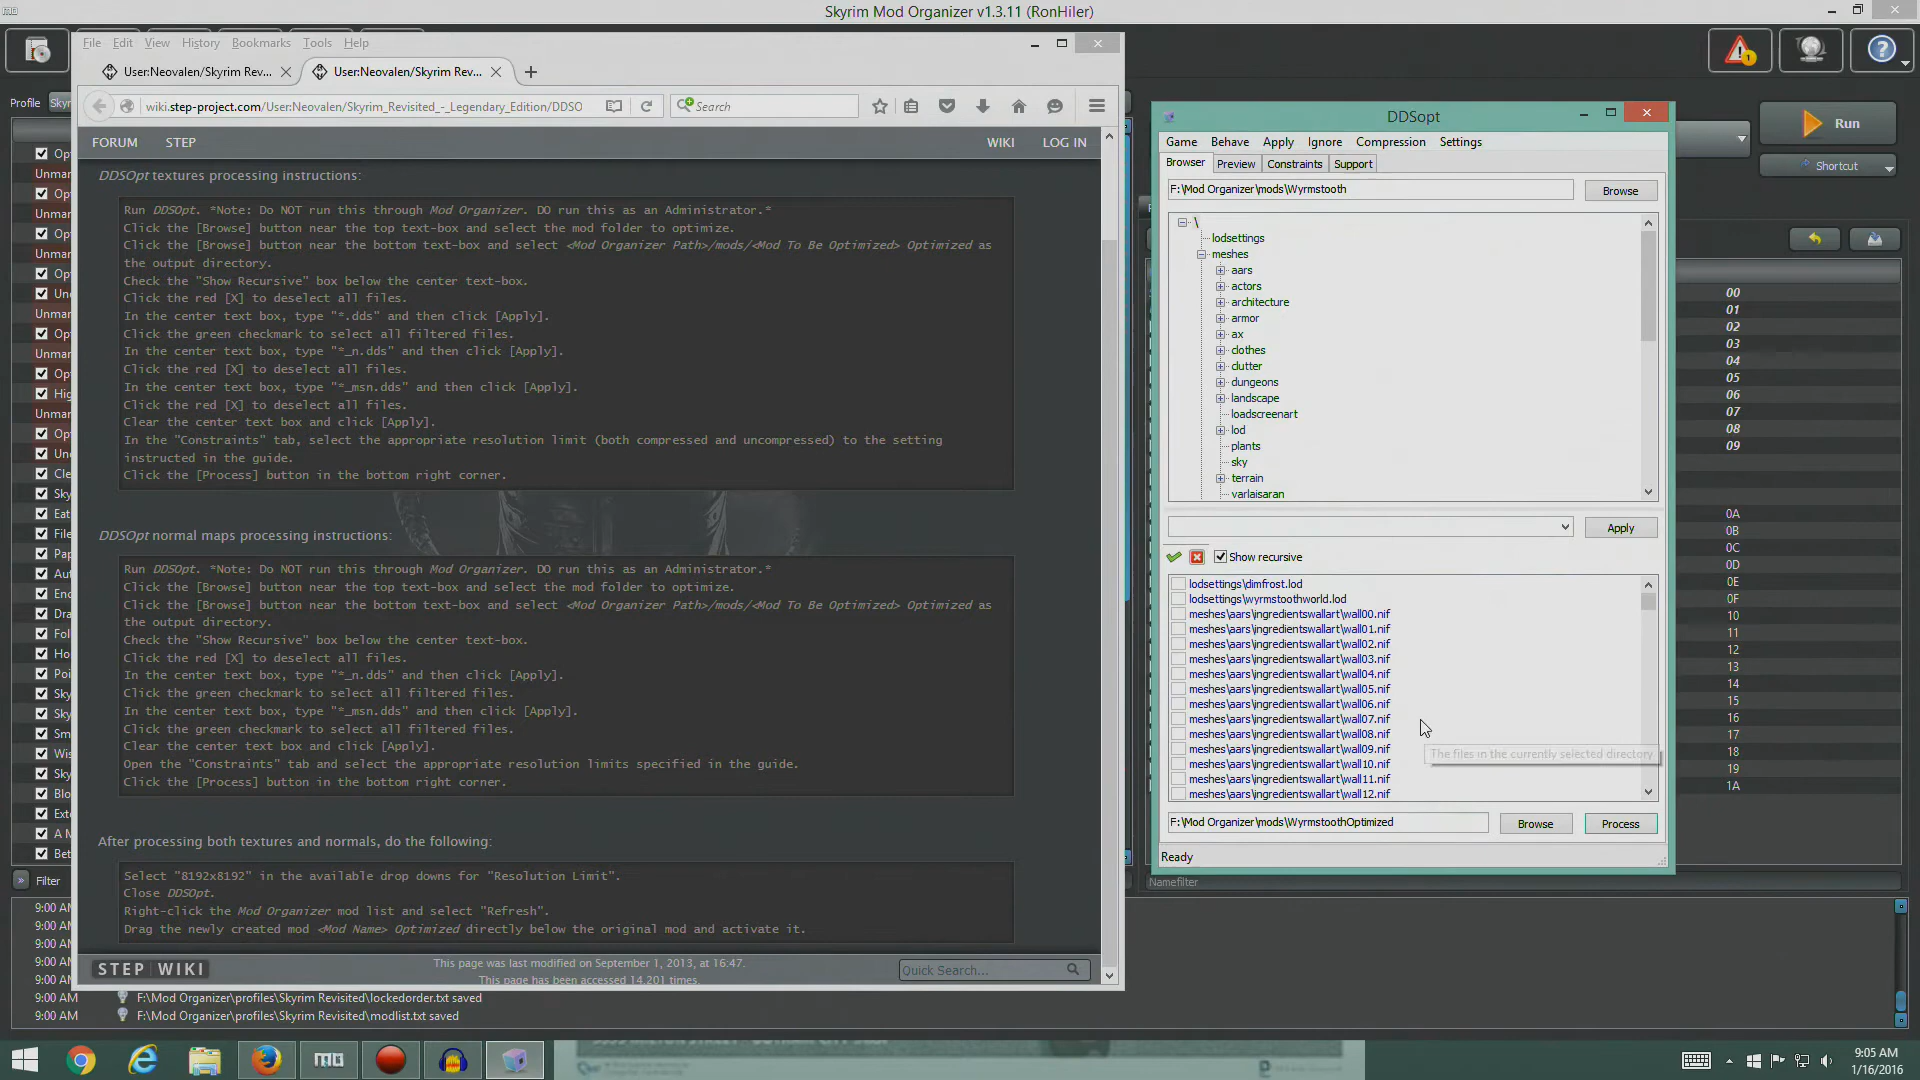 Skyrim Mod Organizer v1.3.11 (RonHiler)
File Edit View History Bookmarks Tools Help
User:Neovalen/Skyrim Rev...
User:Neovalen/Skyrim Rev...
wiki.step-project.com/User:Neovalen/Skyrim_Revisited_-_Legendary_Edition/DDSO
Search
Profile
FORUM STEP WIKI LOG IN
DDSOpt textures processing instructions:
Run DDSOpt. *Note: Do NOT run this through Mod Organizer. DO run this as an Administrator.*
Click the [Browse] button near the top text-box and select the mod folder to optimize.
Click the [Browse] button near the bottom text-box and select <Mod Organizer Path>/mods/<Mod To Be Optimized> Optimized as
the output directory.
Check the "Show Recursive" box below the center text-box.
Click the red [X] to deselect all files.
In the center text box, type "*.dds" and then click [Apply].
Click the green checkmark to select all filtered files.
In the center text box, type "*_n.dds" and then click [Apply].
Click the red [X] to deselect all files.
In the center text box, type "*_msn.dds" and then click [Apply].
Click the red [X] to deselect all files.
Clear the center text box and click [Apply].
In the "Constraints" tab, select the appropriate resolution limit (both compressed and uncompressed) to the setting
instructed in the guide.
Click the [Process] button in the bottom right corner.
DDSOpt normal maps processing instructions:
Run DDSOpt. *Note: Do NOT run this through Mod Organizer. DO run this as an Administrator.*
Click the [Browse] button near the top text-box and select the mod folder to optimize.
Click the [Browse] button near the bottom text-box and select <Mod Organizer Path>/mods/<Mod To Be Optimized> Optimized as
the output directory.
Check the "Show Recursive" box below the center text-box.
Click the red [X] to deselect all files.
In the center text box, type "*_n.dds" and then click [Apply].
Click the green checkmark to select all filtered files.
In the center text box, type "*_msn.dds" and then click [Apply].
Click the green checkmark to select all filtered files.
Clear the center text box and click [Apply].
Open the "Constraints" tab and select the appropriate resolution limits specified in the guide.
Click the [Process] button in the bottom right corner.
After processing both textures and normals, do the following:
Select "8192x8192" in the available drop downs for "Resolution Limit".
Close DDSOpt.
Right-click the Mod Organizer mod list and select "Refresh".
Drag the newly created mod <Mod Name> Optimized directly below the original mod and activate it.
STEP WIKI
This page was last modified on September 1, 2013, at 16:47.
This page has been accessed 14,201 times.
Quick Search...
DDSopt
Game Behave Apply Ignore Compression Settings
Browser Preview Constraints Support
F:\Mod Organizer\mods\Wyrmstooth
Browse
\
lodsettings
meshes
aars
actors
architecture
armor
ax
clothes
clutter
dungeons
landscape
loadscreenart
lod
plants
sky
terrain
varlaisaran
Apply
Show recursive
lodsettings\dimfrost.lod
lodsettings\wyrmstoothworld.lod
meshes\aars\ingredientswallart\wall00.nif
meshes\aars\ingredientswallart\wall01.nif
meshes\aars\ingredientswallart\wall02.nif
meshes\aars\ingredientswallart\wall03.nif
meshes\aars\ingredientswallart\wall04.nif
meshes\aars\ingredientswallart\wall05.nif
meshes\aars\ingredientswallart\wall06.nif
meshes\aars\ingredientswallart\wall07.nif
meshes\aars\ingredientswallart\wall08.nif
meshes\aars\ingredientswallart\wall09.nif
meshes\aars\ingredientswallart\wall10.nif
meshes\aars\ingredientswallart\wall11.nif
meshes\aars\ingredientswallart\wall12.nif
The files in the currently selected directory
F:\Mod Organizer\mods\WyrmstoothOptimized
Browse
Process
Ready
Run
Shortcut
00
01
02
03
04
05
06
07
08
09
0A
0B
0C
0D
0E
0F
10
11
12
13
14
15
16
17
18
19
1A
Namefilter
Filter
9:00 AM F:\Mod Organizer\profiles\Skyrim Revisited\lockedorder.txt saved
9:00 AM F:\Mod Organizer\profiles\Skyrim Revisited\modlist.txt saved
9:05 AM
1/16/2016